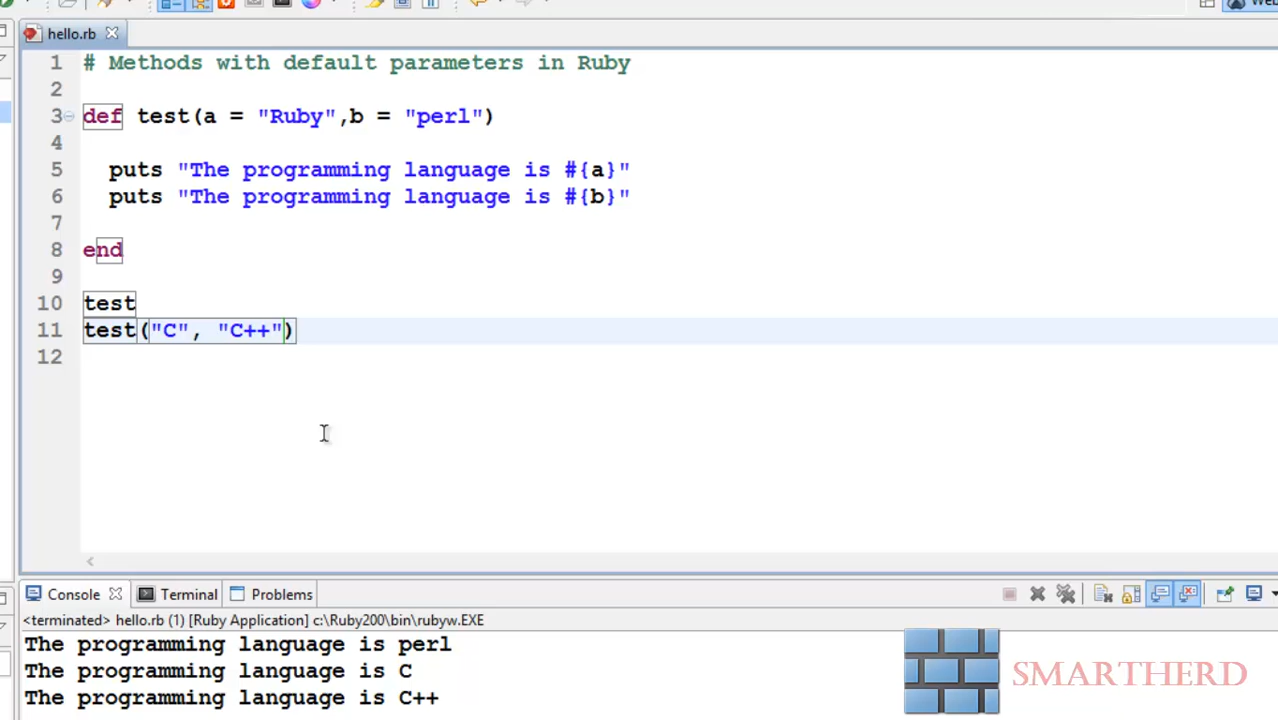 Web
hello.rb
1 # Methods with default parameters in Ruby
2
3 def test(a = "Ruby",b = "perl")
4
5 puts "The programming language is #{a}"
6 puts "The programming language is #{b}"
7
8 end
9
10 test
11 test("C", "C++")
12
Console Terminal Problems
<terminated> hello.rb (1) [Ruby Application] c:\Ruby200\bin\rubyw.EXE
The programming language is perl
The programming language is C
The programming language is C++
SMARTHERD